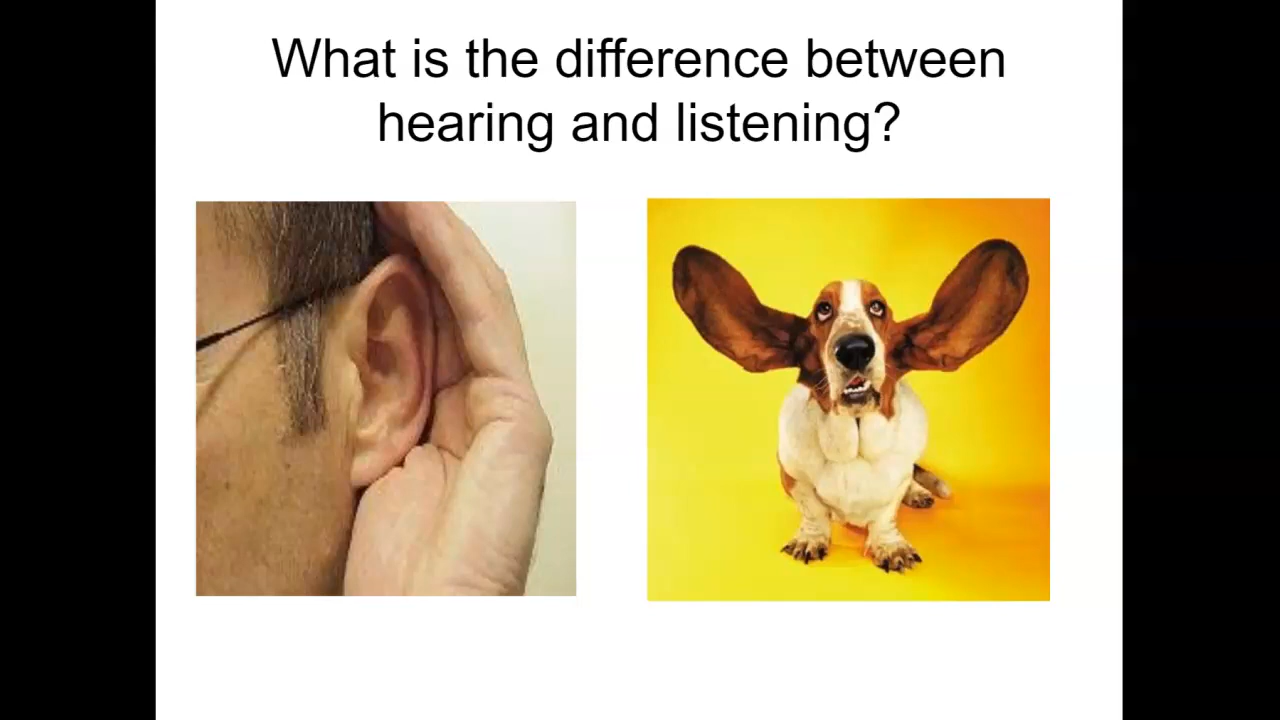 What is the difference between
hearing and listening?